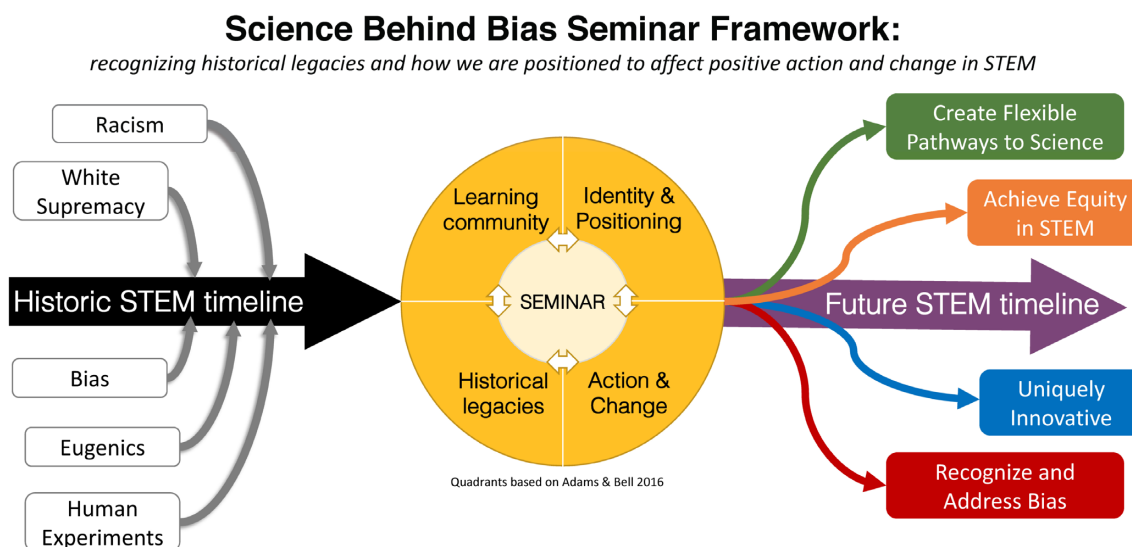 Science Behind Bias Seminar Framework:
recognizing historical legacies and how we are positioned to affect positive action and change in STEM
Racism
White
Supremacy
Historic STEM timeline
Bias
Eugenics
Human
Experiments
Learning
community
Identity &
Positioning
SEMINAR
Historical
legacies
Action &
Change
Quadrants based on Adams & Bell 2016
Create Flexible
Pathways to Science
Achieve Equity
in STEM
Future STEM timeline
Uniquely
Innovative
Recognize and
Address Bias